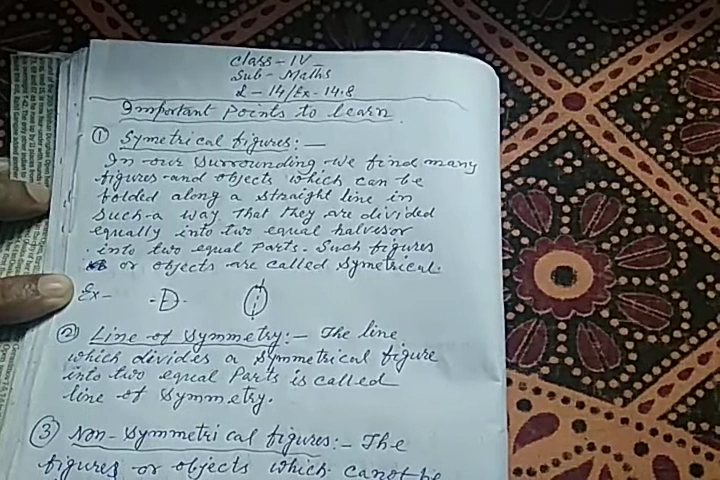 Class - IV
Sub - Maths
L - 14/Ex - 14.8
Important Points to learn
① Symetrical figures: —
In our surrounding we find many
figures and objects which can be
folded along a straight line in
such a way that they are divided
equally into two equal halvesor
into two equal Parts. Such figures
or objects are called symetrical.
Ex - -D- 
② Line of symmetry: - The line
which divides a symmetrical figure
into two equal Parts is called
line of symmetry.
③ Non - symmetrical figures: - The
figures or objects which canot be